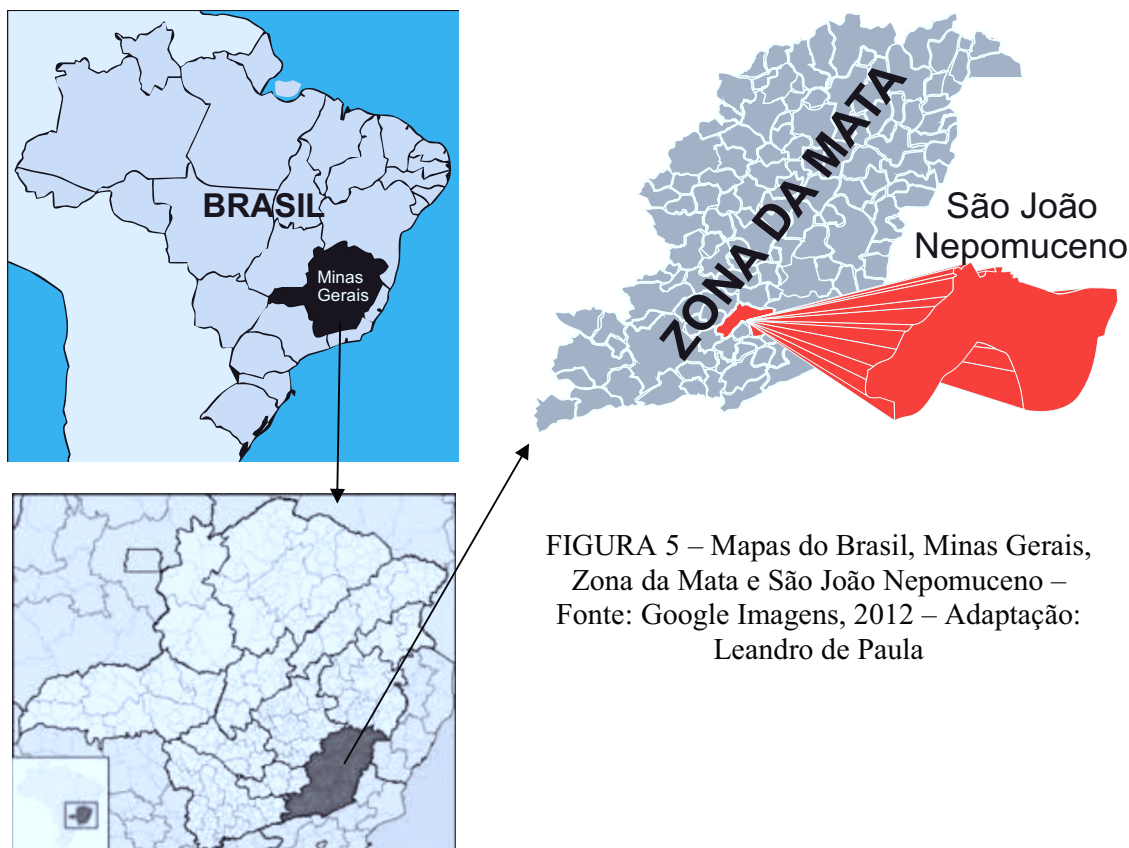 BRASIL
Minas
Gerais
ZONA DA MATA
São João
Nepomuceno
FIGURA 5 – Mapas do Brasil, Minas Gerais,
Zona da Mata e São João Nepomuceno –
Fonte: Google Imagens, 2012 – Adaptação:
Leandro de Paula